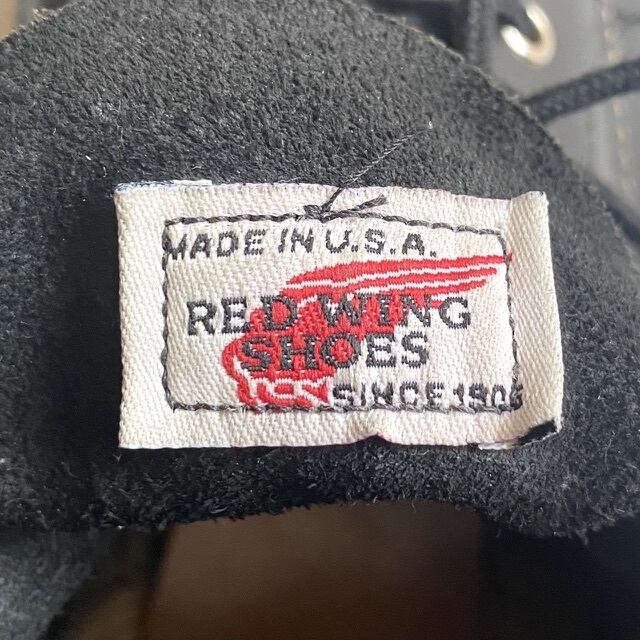 MADE IN U.S.A.
RED WING
SHOES
SINCE 1905